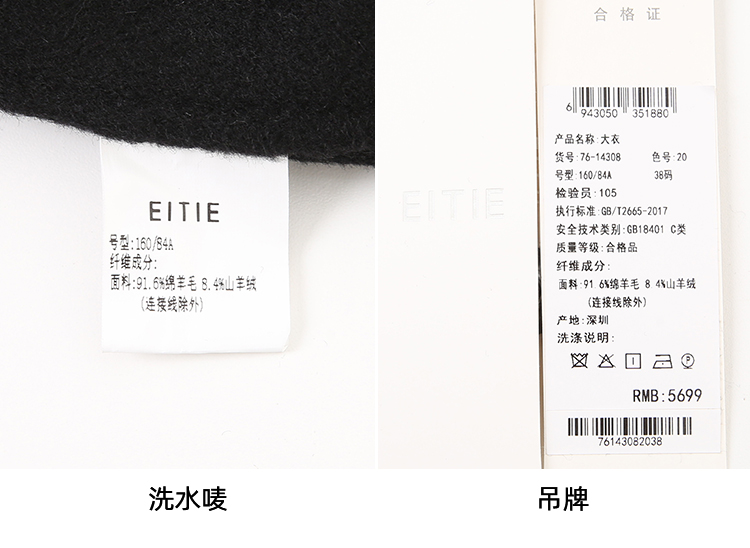 EITIE
号型:160/84A
纤维成分:
面料:91.6%绵羊毛 8.4%山羊绒
(连接线除外)
洗水唛
合格证
6 943050 351880
产品名称:大衣
货号:76-14308 色号:20
号型:160/84A 38码
检验员:105
执行标准:GB/T2665-2017
安全技术类别:GB18401 C类
质量等级:合格品
纤维成分:
面料:91.6%绵羊毛 8.4%山羊绒
(连接线除外)
产地:深圳
洗涤说明:
RMB:5699
76143082038
EITIE
吊牌